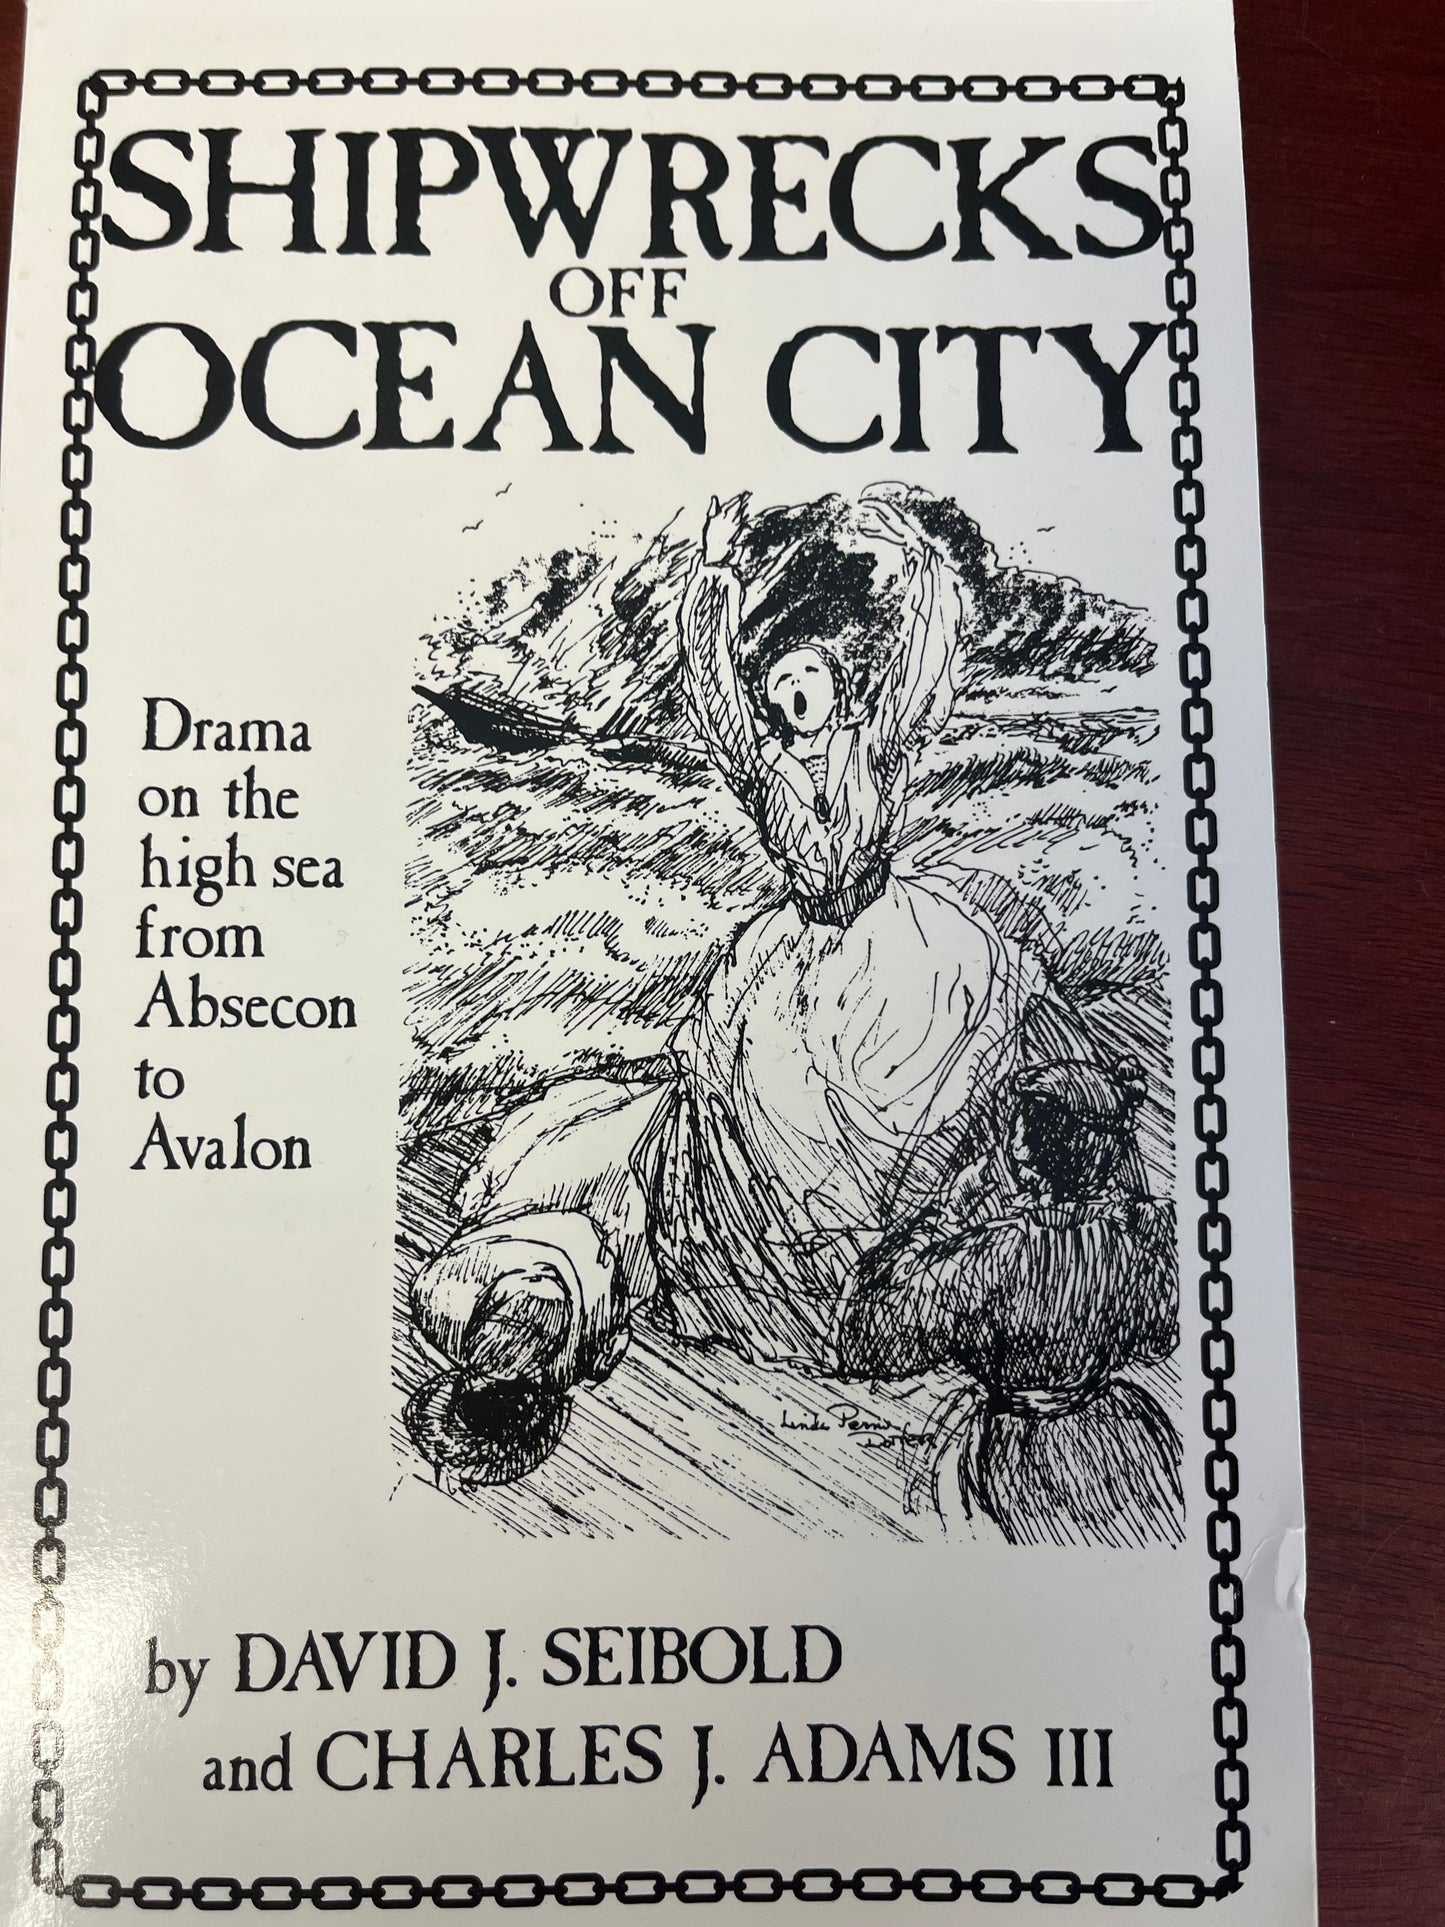 SHIPWRECKS
OFF
OCEAN CITY
Drama
on the
high sea
from
Absecon
to
Avalon
Linda
by DAVID J. SEIBOLD
and CHARLES J. ADAMS III